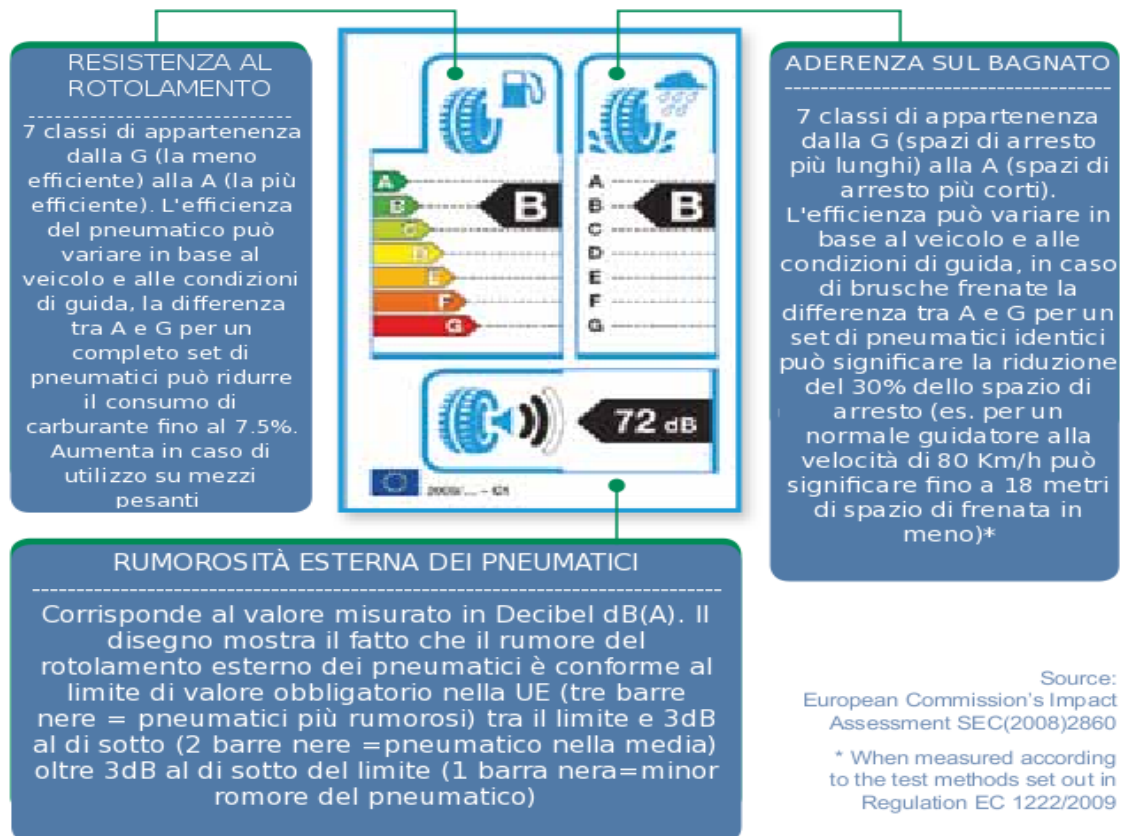 RESISTENZA AL
ROTOLAMENTO
-------------------------------
7 classi di appartenenza
dalla G (la meno
efficiente) alla A (la più
efficiente). L'efficienza
del pneumatico può
variare in base al
veicolo e alle condizioni
di guida, la differenza
tra A e G per un
completo set di
pneumatici può ridurre
il consumo di
carburante fino al 7.5%.
Aumenta in caso di
utilizzo su mezzi
pesanti
A
B
C
D
E
F
G
B
A
B
C
D
E
F
G
B
72 dB
- C1
ADERENZA SUL BAGNATO
--------------------------------------
7 classi di appartenenza
dalla G (spazi di arresto
più lunghi) alla A (spazi di
arresto più corti).
L'efficienza può variare in
base al veicolo e alle
condizioni di guida, in caso
di brusche frenate la
differenza tra A e G per un
set di pneumatici identici
può significare la riduzione
del 30% dello spazio di
arresto (es. per un
normale guidatore alla
velocità di 80 Km/h può
significare fino a 18 metri
di spazio di frenata in
meno)*
RUMOROSITÀ ESTERNA DEI PNEUMATICI
--------------------------------------------------------------------------------
Corrisponde al valore misurato in Decibel dB(A). Il
disegno mostra il fatto che il rumore del
rotolamento esterno dei pneumatici è conforme al
limite di valore obbligatorio nella UE (tre barre
nere = pneumatici più rumorosi) tra il limite e 3dB
al di sotto (2 barre nere =pneumatico nella media)
oltre 3dB al di sotto del limite (1 barra nera=minor
romore del pneumatico)
Source:
European Commission's Impact
Assessment SEC(2008)2860
* When measured according
to the test methods set out in
Regulation EC 1222/2009